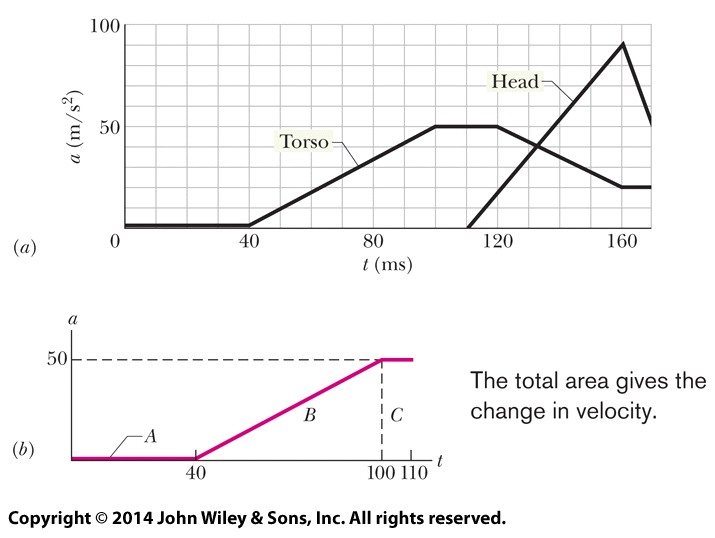 100
Head
a (m/s²)
50
Torso
(a)
0 40 80 120 160
t (ms)
a
50
The total area gives the
change in velocity.
B C
A
(b)
t
40 100 110
Copyright © 2014 John Wiley & Sons, Inc. All rights reserved.